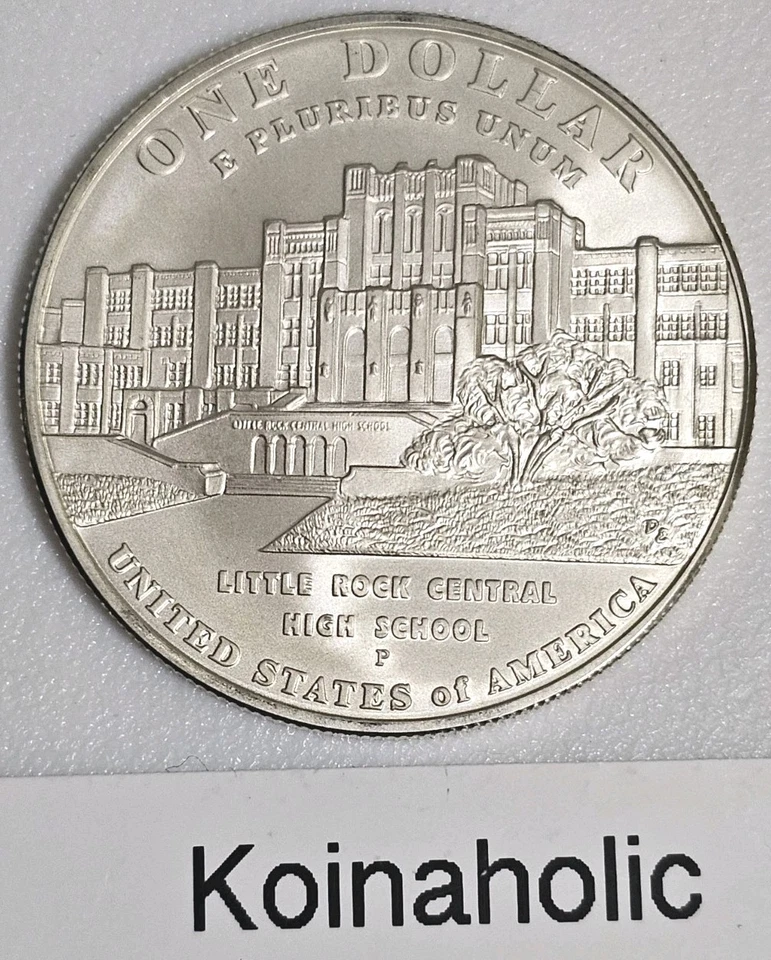 ONE DOLLAR
E PLURIBUS UNUM
LITTLE ROCK CENTRAL HIGH SCHOOL
LITTLE ROCK CENTRAL
HIGH SCHOOL
P
UNITED STATES of AMERICA
Koinaholic